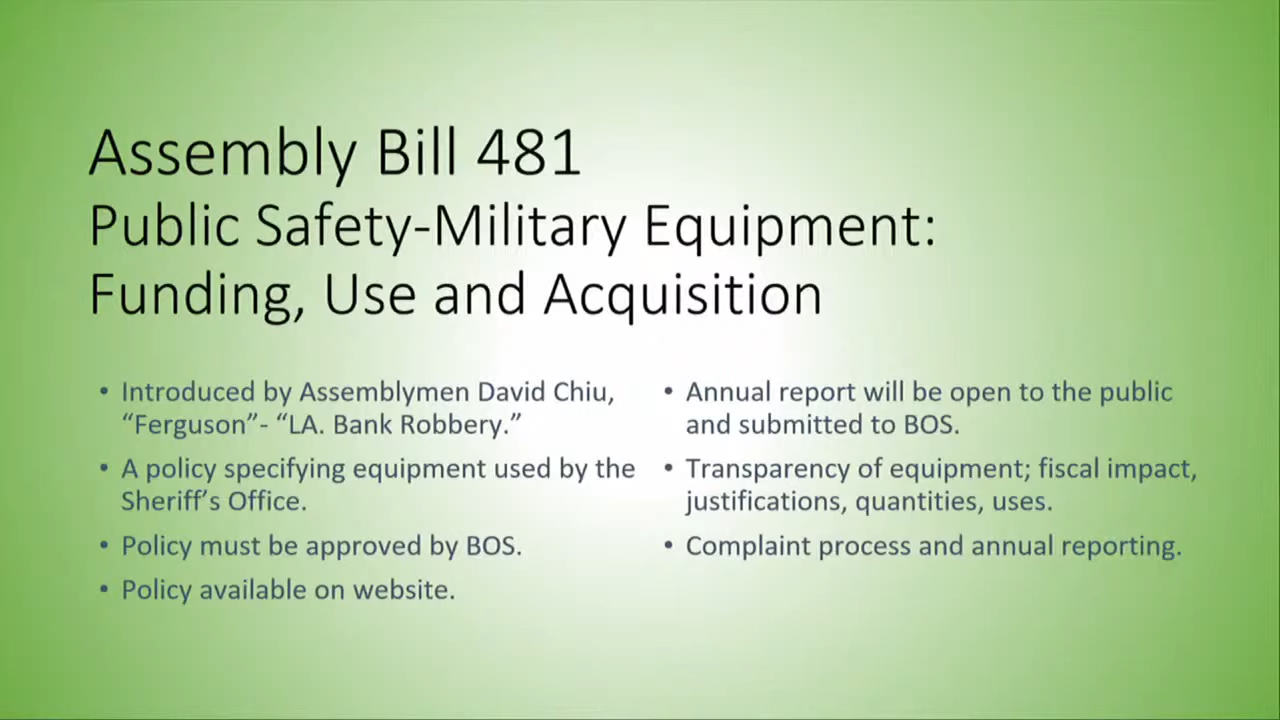 Assembly Bill 481
Public Safety-Military Equipment:
Funding, Use and Acquisition
• Introduced by Assemblymen David Chiu,
“Ferguson”- “LA. Bank Robbery.”
• A policy specifying equipment used by the
Sheriff’s Office.
• Policy must be approved by BOS.
• Policy available on website.
• Annual report will be open to the public
and submitted to BOS.
• Transparency of equipment; fiscal impact,
justifications, quantities, uses.
• Complaint process and annual reporting.